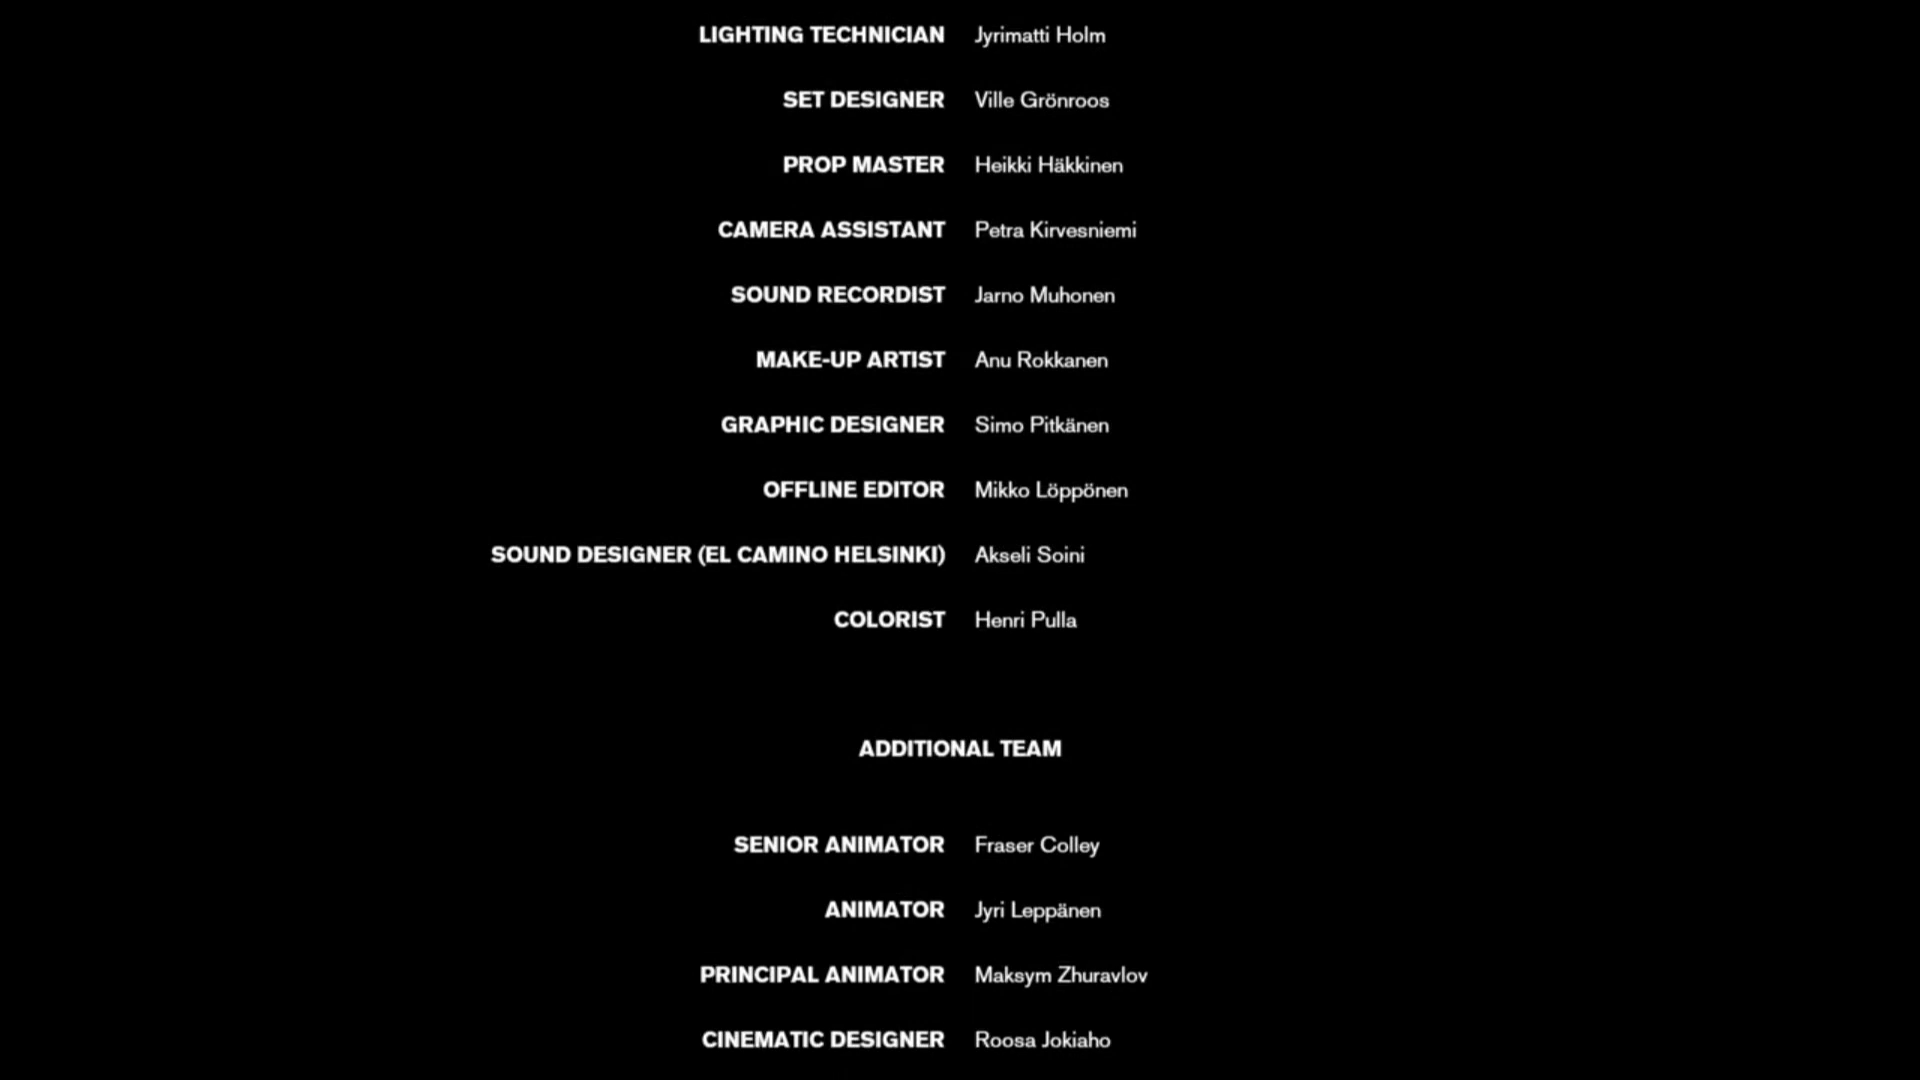 LIGHTING TECHNICIAN Jyrimatti Holm
SET DESIGNER Ville Grönroos
PROP MASTER Heikki Häkkinen
CAMERA ASSISTANT Petra Kirvesniemi
SOUND RECORDIST Jarno Muhonen
MAKE-UP ARTIST Anu Rokkanen
GRAPHIC DESIGNER Simo Pitkänen
OFFLINE EDITOR Mikko Löppönen
SOUND DESIGNER (EL CAMINO HELSINKI) Akseli Soini
COLORIST Henri Pulla
ADDITIONAL TEAM
SENIOR ANIMATOR Fraser Colley
ANIMATOR Jyri Leppänen
PRINCIPAL ANIMATOR Maksym Zhuravlov
CINEMATIC DESIGNER Roosa Jokiaho